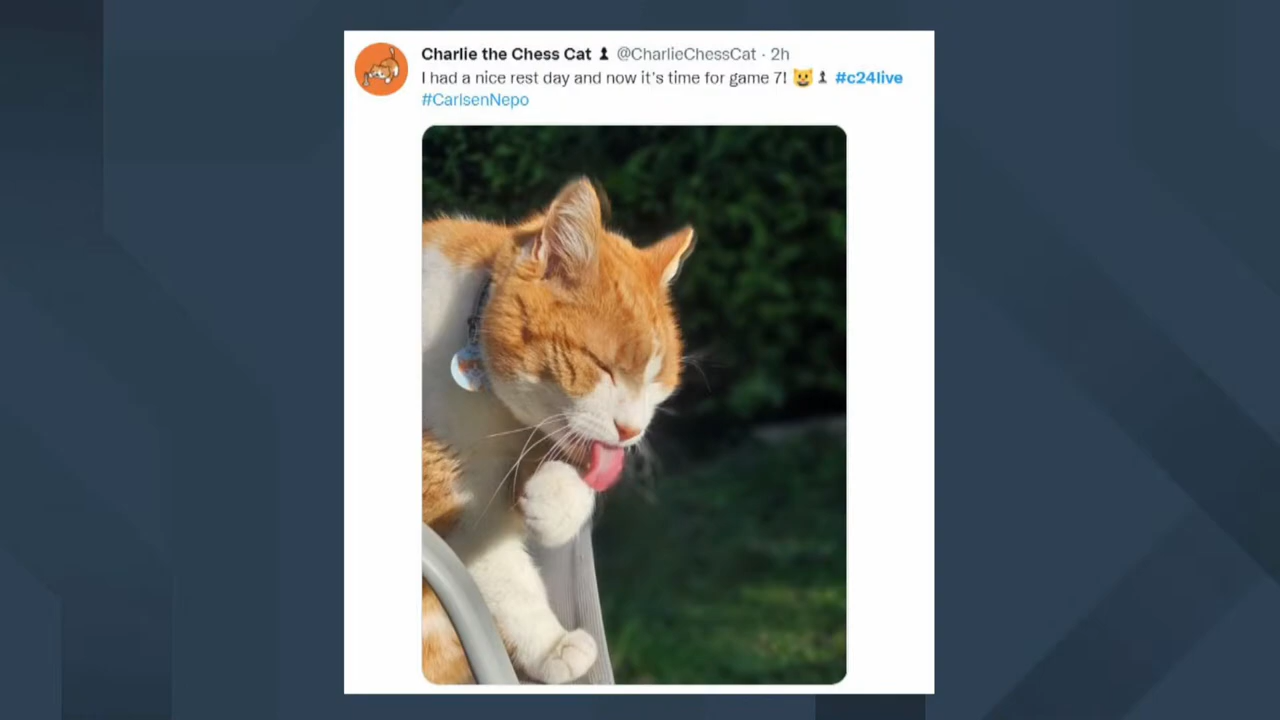 Charlie the Chess Cat ♟ @CharlieChessCat · 2h
I had a nice rest day and now it's time for game 7! 😺♟ #c24live
#CarlsenNepo